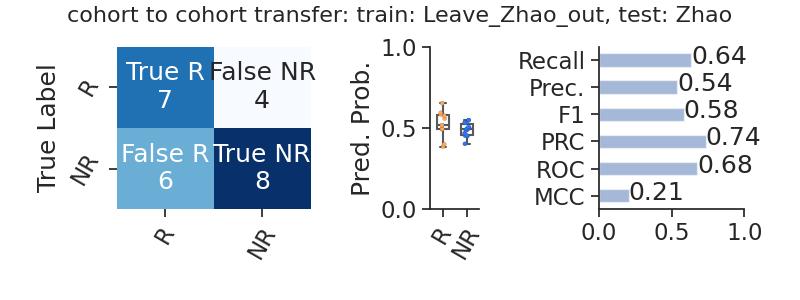 cohort to cohort transfer: train: Leave_Zhao_out, test: Zhao
True Label
R
NR
True R
7
False NR
4
False R
6
True NR
8
R
NR
Pred. Prob.
1.0
0.5
0.0
R
NR
Recall
Prec.
F1
PRC
ROC
MCC
0.64
0.54
0.58
0.74
0.68
0.21
0.0
0.5
1.0